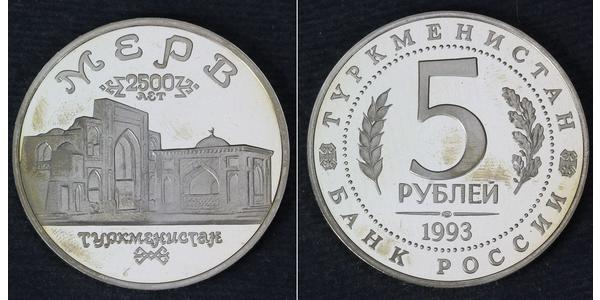 МЕРВ
2500
ЛЕТ
ТУРКМЕНИСТАН
ТУРКМЕНИСТАН
5
РУБЛЕЙ
1993
БАНК РОССИИ